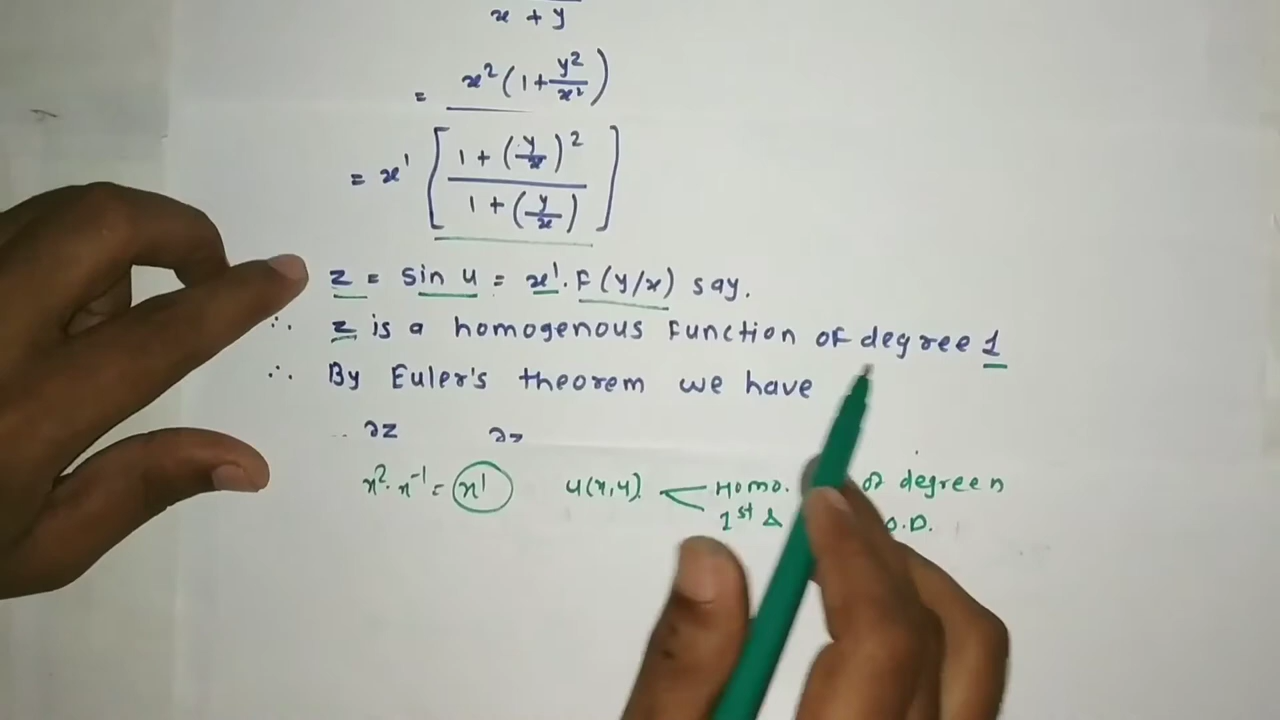 x + y
= x² (1 + y²/x²)
= x¹ [ 1 + (y/x)² / 1 + (y/x) ]
z = sin u = x¹. F (y/x) say.
∴ z is a homogenous Function of degree 1
∴ By Euler's theorem we have
∂z ∂z
x². x⁻¹ = x¹ u(x,y) Homo. of degree n
1st & O.D.